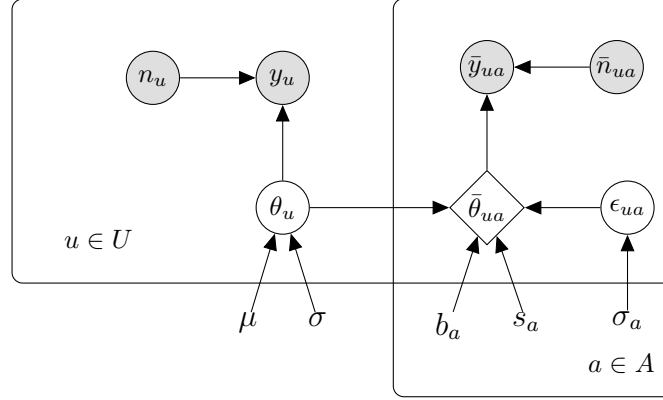 n_u y_u ȳ_ua n̄_ua
θ_u θ̄_ua ϵ_ua
u ∈ U
μ σ b_a s_a σ_a
a ∈ A